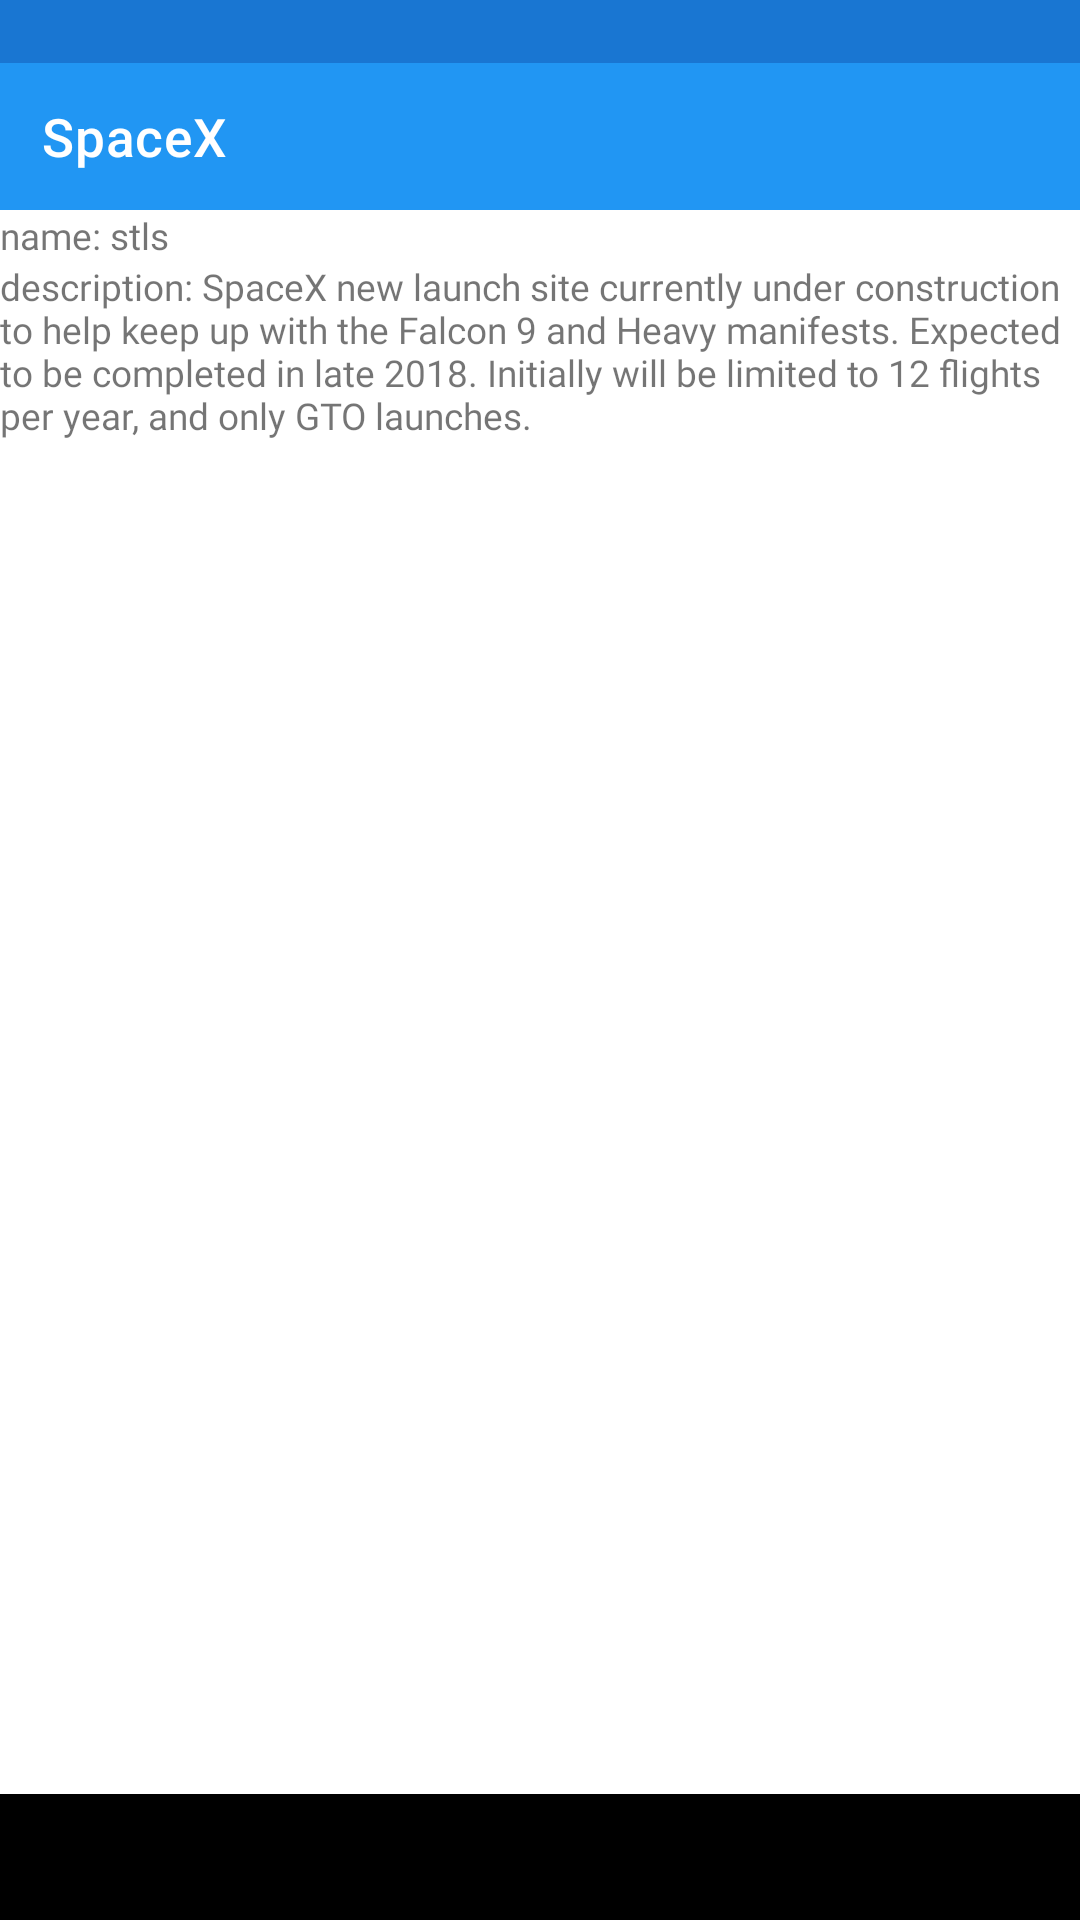 SpaceX
name: stls
description: SpaceX new launch site currently under construction
to help keep up with the Falcon 9 and Heavy manifests. Expected
to be completed in late 2018. Initially will be limited to 12 flights
per year, and only GTO launches.